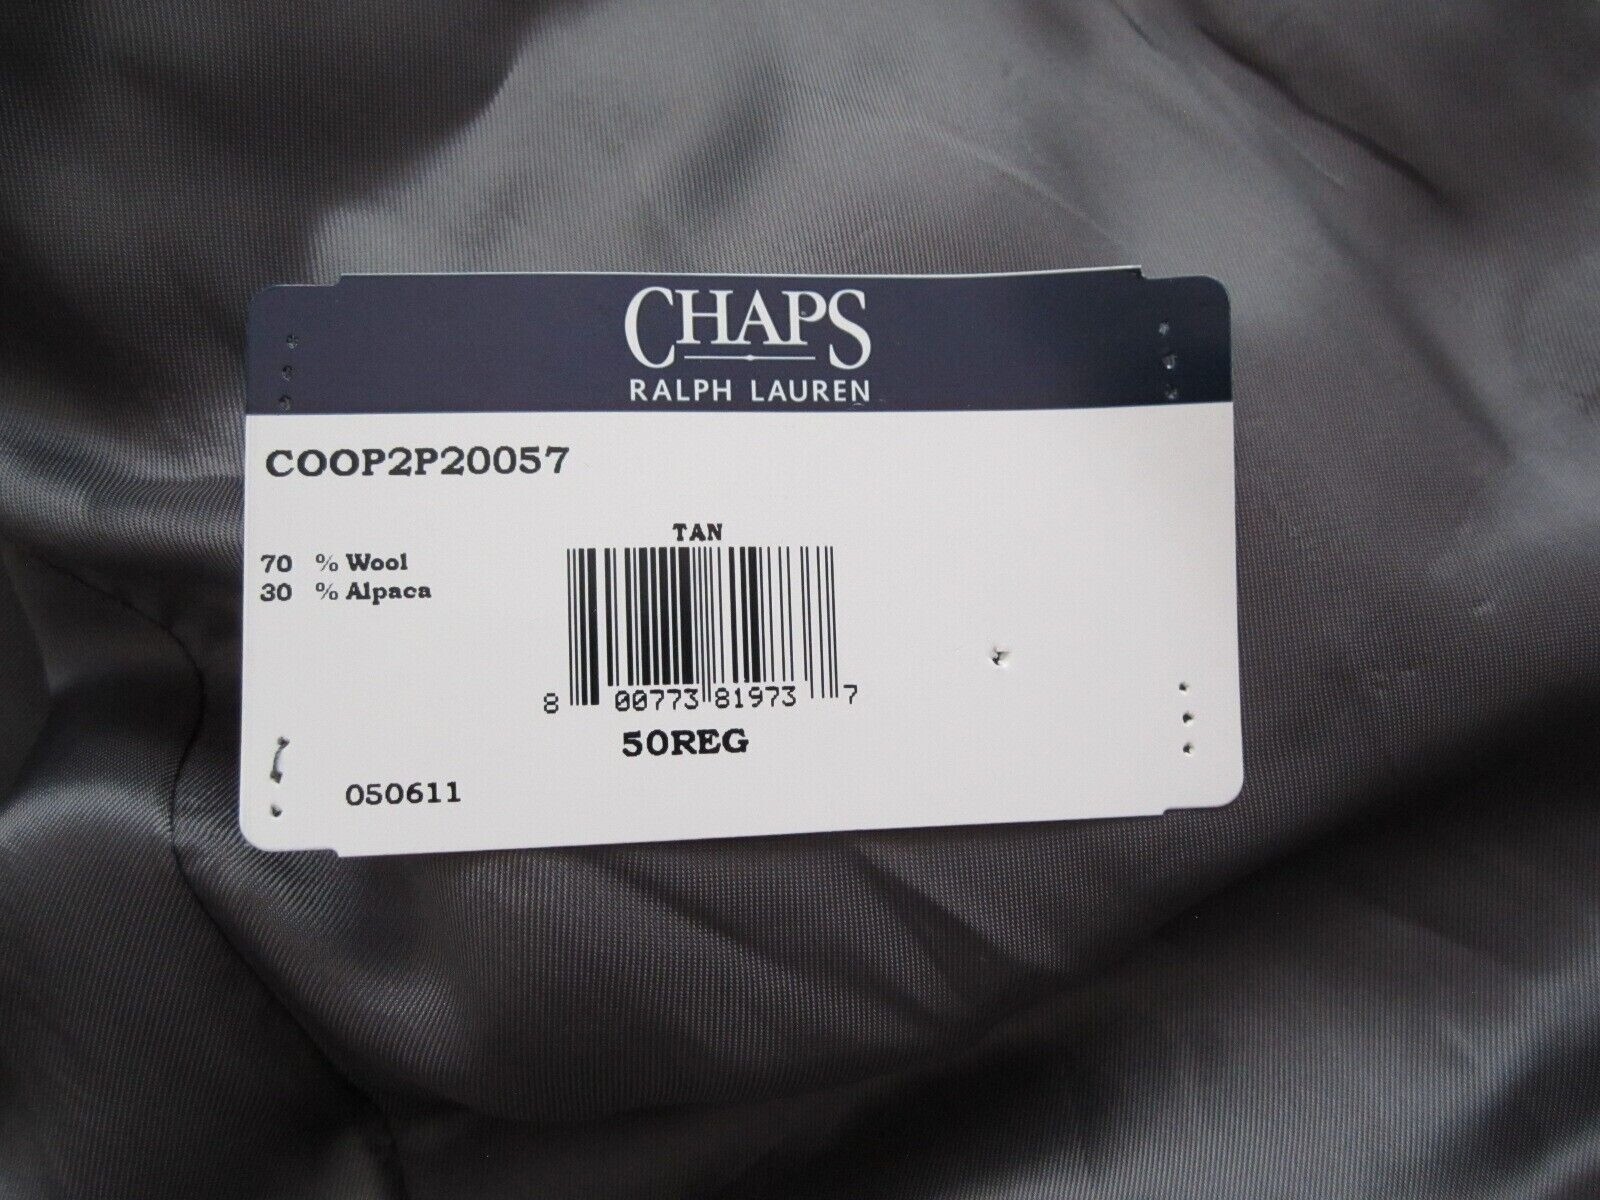 CHAPS
RALPH LAUREN
COOP2P20057
TAN
70 % Wool
30 % Alpaca
8 00773 81973 7
50REG
050611